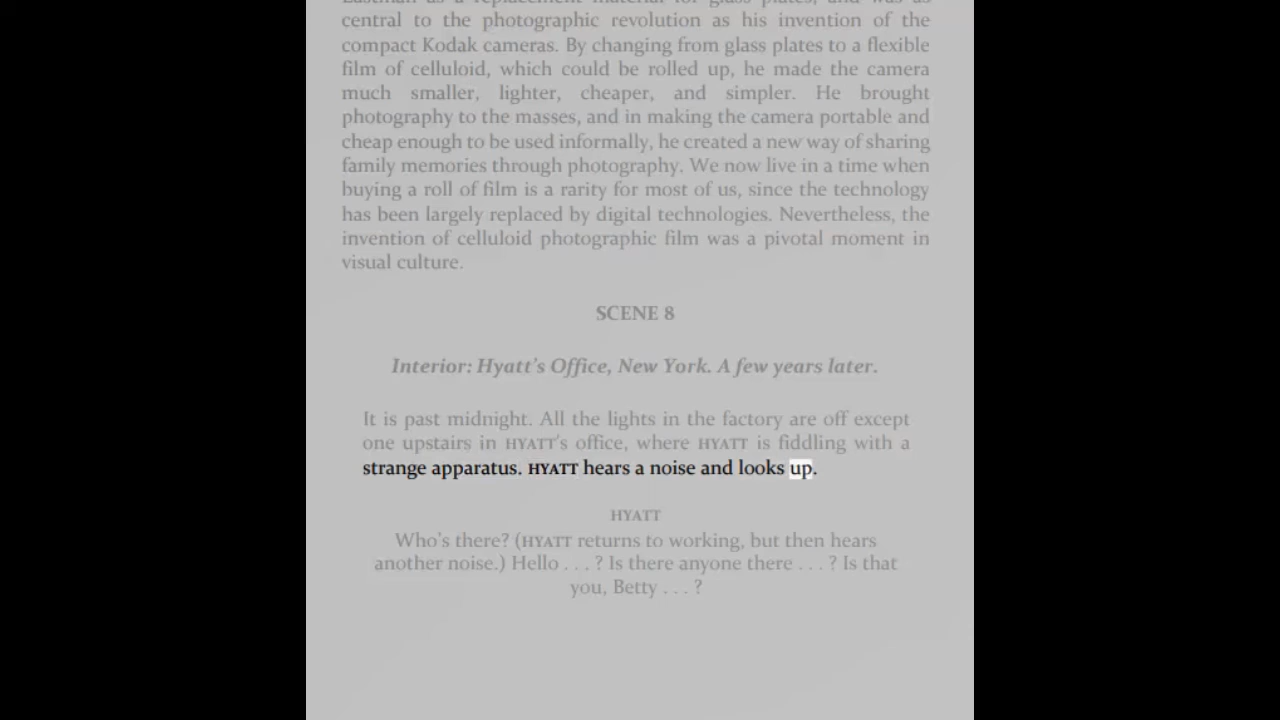 central to the photographic revolution as his invention of the
compact Kodak cameras. By changing from glass plates to a flexible
film of celluloid, which could be rolled up, he made the camera
much smaller, lighter, cheaper, and simpler. He brought
photography to the masses, and in making the camera portable and
cheap enough to be used informally, he created a new way of sharing
family memories through photography. We now live in a time when
buying a roll of film is a rarity for most of us, since the technology
has been largely replaced by digital technologies. Nevertheless, the
invention of celluloid photographic film was a pivotal moment in
visual culture.
SCENE 8
Interior: Hyatt's Office, New York. A few years later.
It is past midnight. All the lights in the factory are off except
one upstairs in HYATT's office, where HYATT is fiddling with a
strange apparatus. HYATT hears a noise and looks up.
HYATT
Who's there? (HYATT returns to working, but then hears
another noise.) Hello . . . ? Is there anyone there . . . ? Is that
you, Betty . . . ?